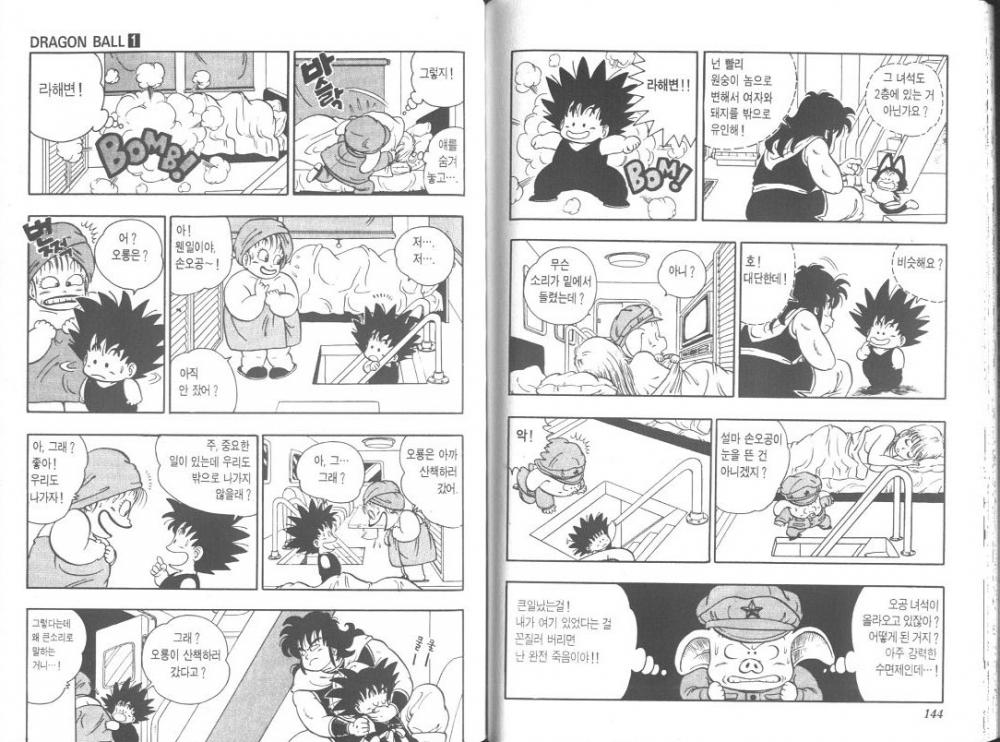 그 녀석도
2층에 있는 거
아닌가요?
넌 빨리
원숭이 놈으로
변해서 여자와
돼지를 밖으로
유인해!
라해변!!
BOM!
비슷해요?
호!
대단한데!
아니?
무슨
소리가 밑에서
들렸는데?
설마 손오공이
눈을 뜬 건
아니겠지?
악!
오공 녀석이
올라오고 있잖아?
어떻게 된 거지?
아주 강력한
수면제인데…!
큰일났는걸!
내가 여기 있었다는 걸
꼰질러 버리면
난 완전 죽음이야!!
144
DRAGON BALL 1
그렇지!
얘를
숨겨
놓고….
라해변!
BOMB!
저….
저….
아!
웬일이야,
손오공~!
아직
안 잤어?
어?
오룡은?
오룡은 아까
산책하러
갔어.
아, 그…
그래?
주, 중요한
일이 있는데 우리도
밖으로 나가지
않을래?
아, 그래?
좋아!
우리도
나가자!
그래?
오룡이 산책하러
갔다고?
그렇다는데
왜 큰소리로
말하는
거니…!